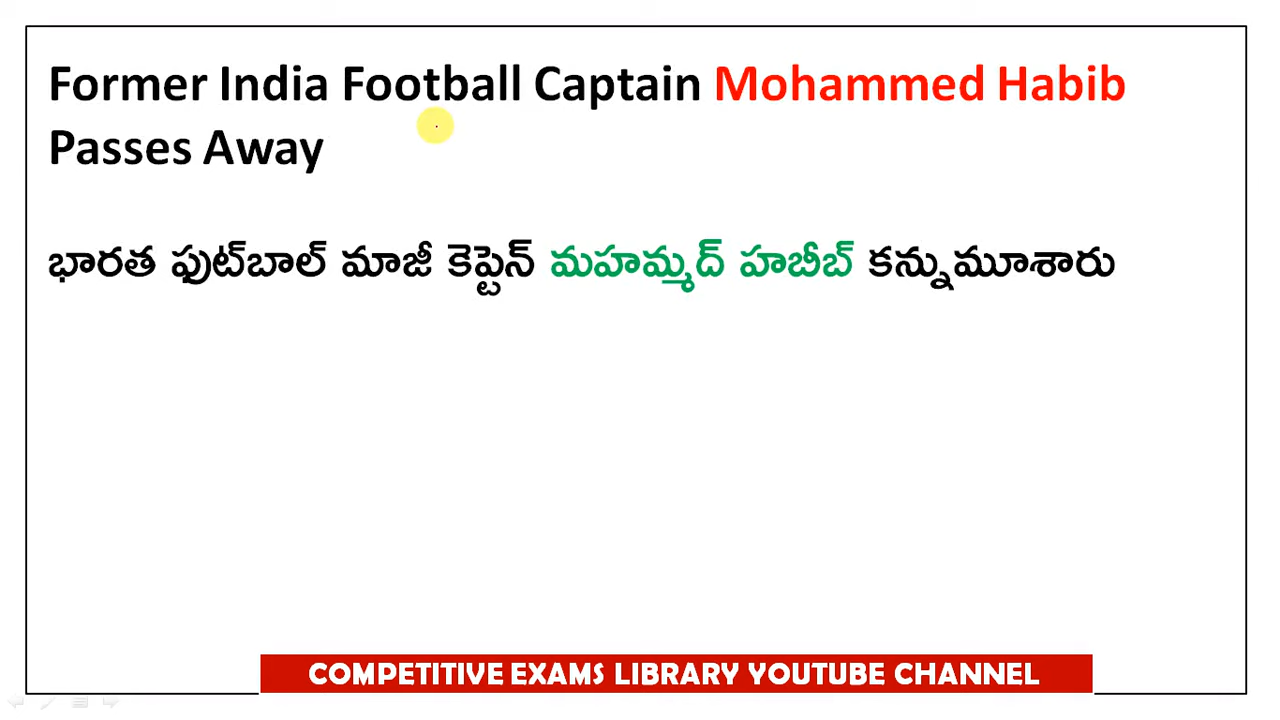 Former India Football Captain Mohammed Habib
Passes Away
భారత ఫుట్‌బాల్ మాజీ కెప్టెన్ మహమ్మద్ హబీబ్ కన్నుమూశారు
COMPETITIVE EXAMS LIBRARY YOUTUBE CHANNEL